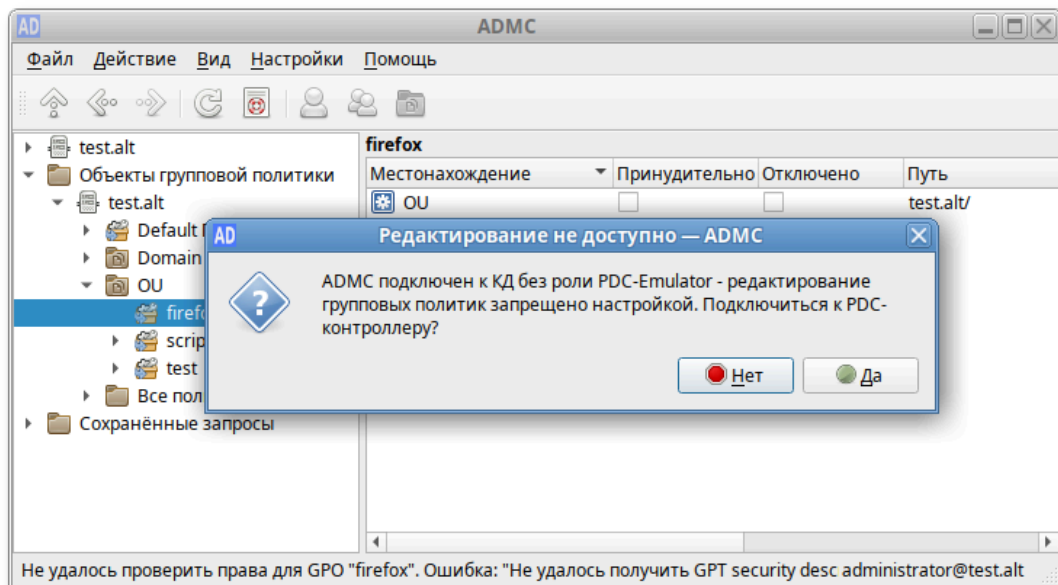 AD ADMC
Файл Действие Вид Настройки Помощь
test.alt
Объекты групповой политики
test.alt
Default
Domain
OU
scrip
test
Сохранённые запросы
firefox
Местонахождение Принудительно Отключено Путь
OU test.alt/
AD Редактирование не доступно — ADMC
ADMC подключен к КД без роли PDC-Emulator - редактирование
групповых политик запрещено настройкой. Подключиться к PDC-
контроллеру?
Нет Да
Не удалось проверить права для GPO "firefox". Ошибка: "Не удалось получить GPT security desc administrator@test.alt